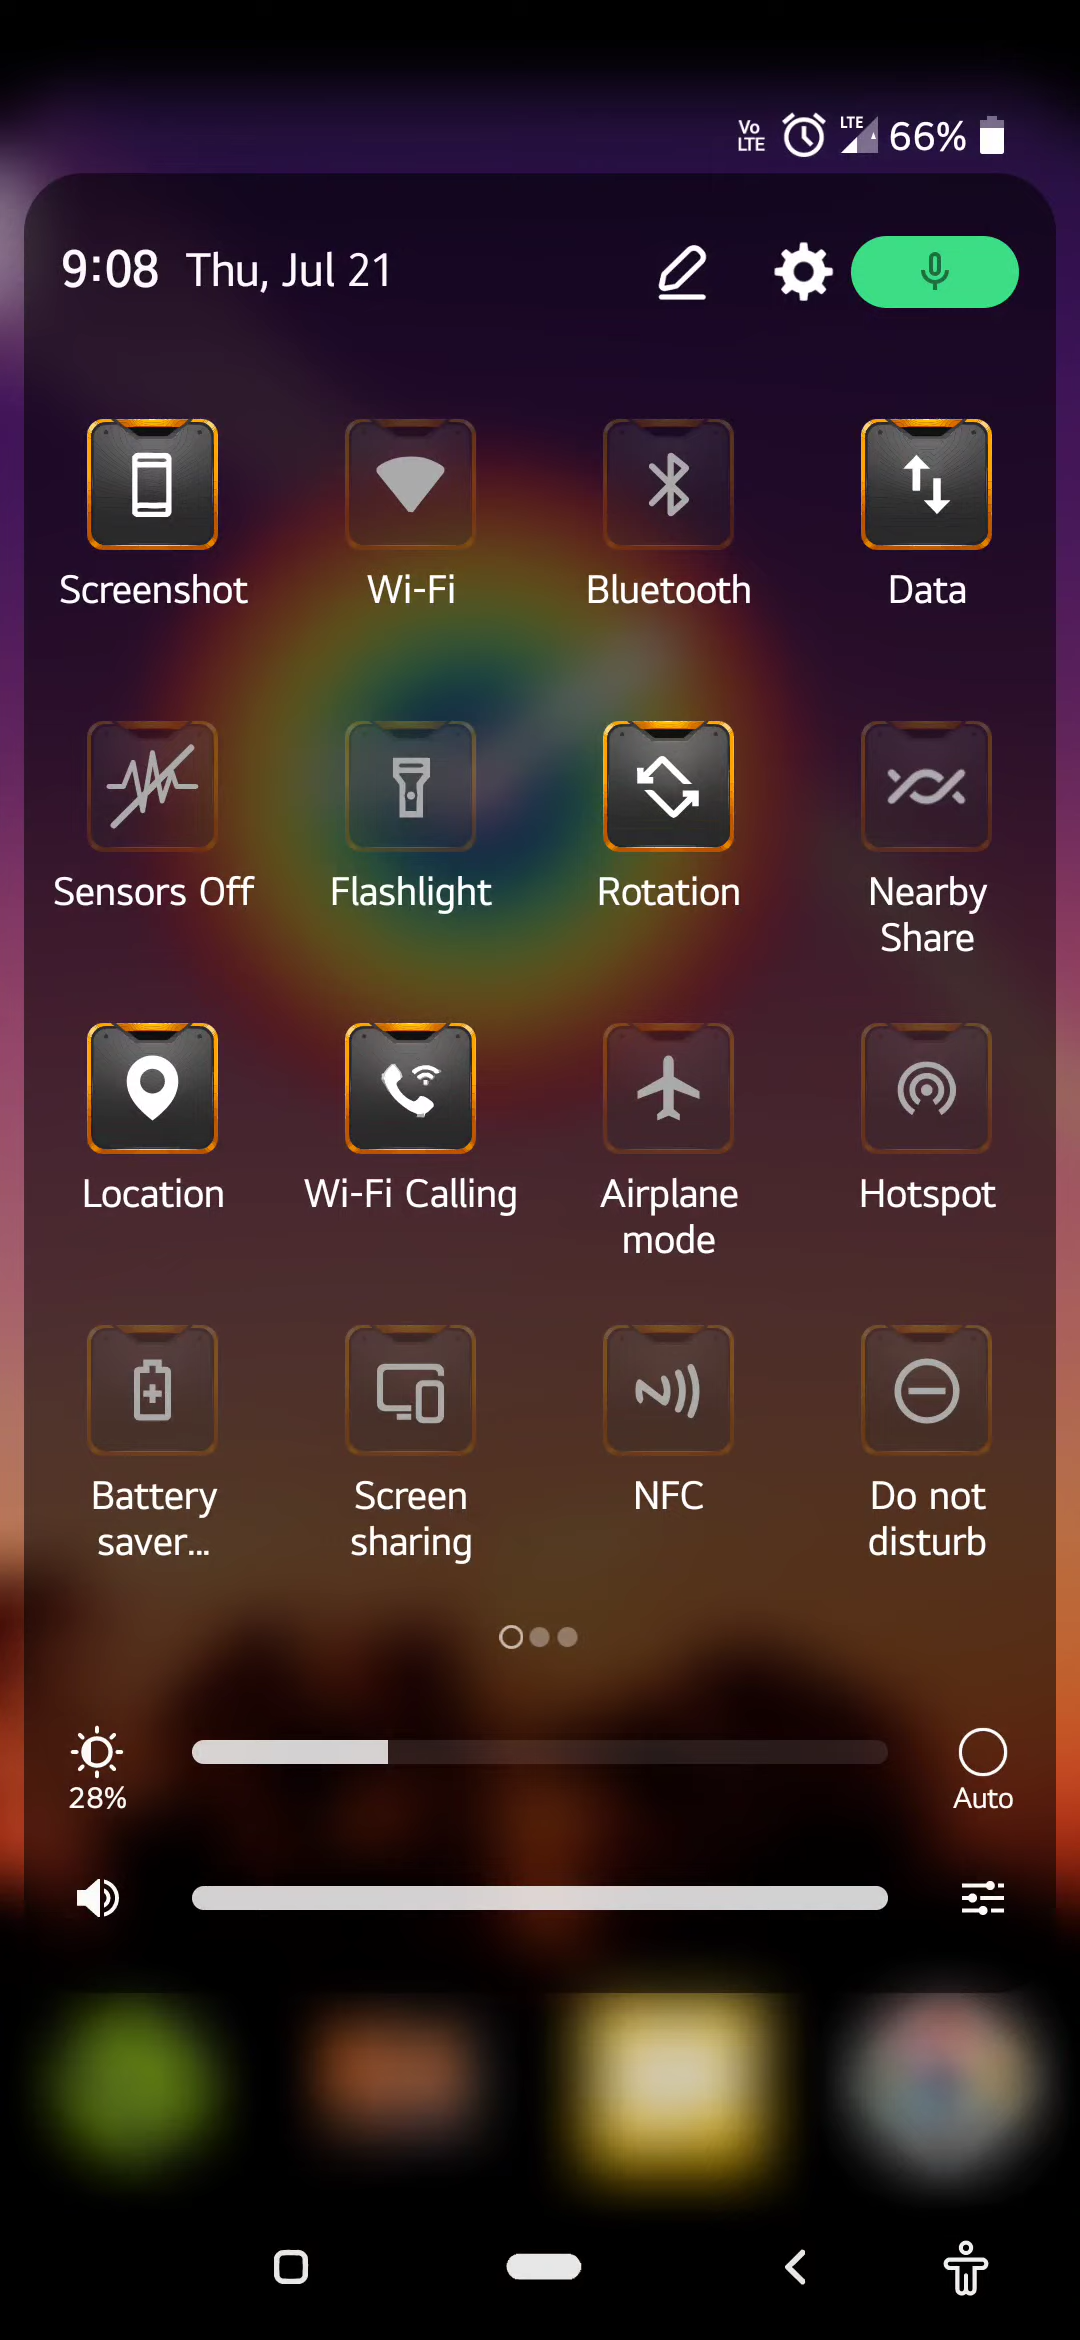 Vo
LTE
LTE
66%
9:08 Thu, Jul 21
Screenshot
Wi-Fi
Bluetooth
Data
Sensors Off
Flashlight
Rotation
Nearby
Share
Location
Wi-Fi Calling
Airplane
mode
Hotspot
Battery
saver...
Screen
sharing
NFC
Do not
disturb
28%
Auto